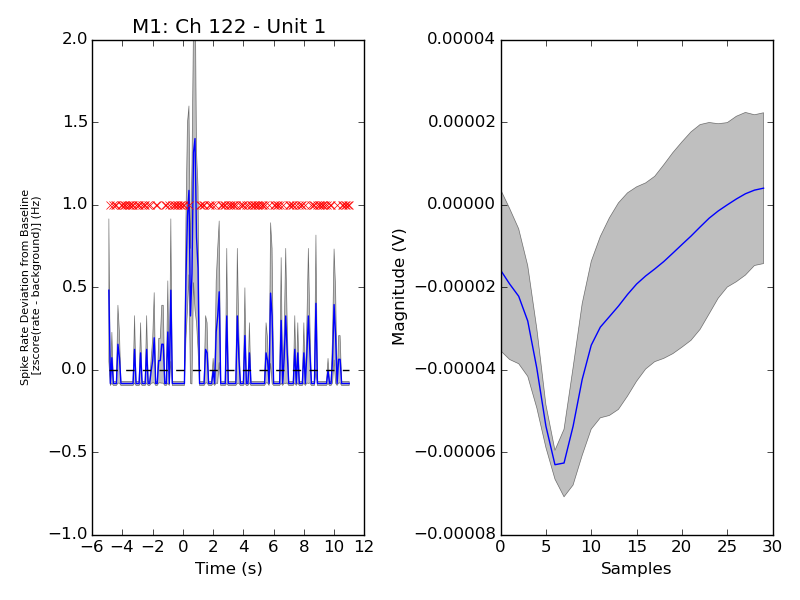 M1: Ch 122 - Unit 1
2.0
1.5
1.0
0.5
0.0
−0.5
−1.0
−6 −4 −2 0 2 4 6 8 10 12
Time (s)
Spike Rate Deviation from Baseline
[zscore(rate - background)] (Hz)
0.00004
0.00002
0.00000
−0.00002
−0.00004
−0.00006
−0.00008
0 5 10 15 20 25 30
Samples
Magnitude (V)